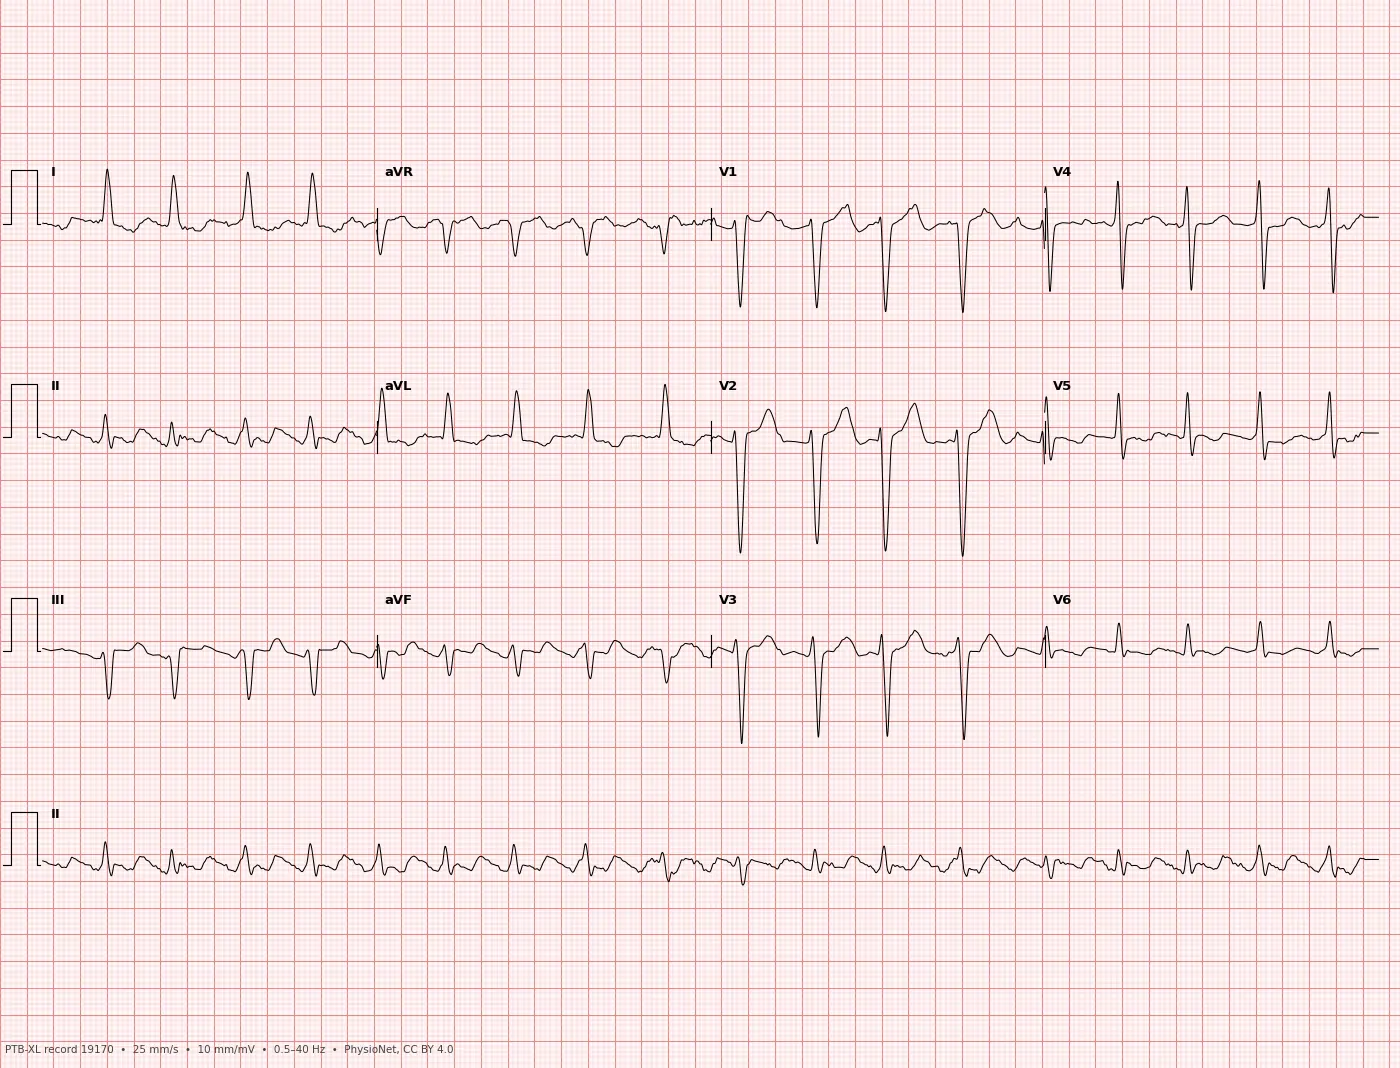 I aVR V1 V4
II aVL V2 V5
III aVF V3 V6
II
PTB-XL record 19170 • 25 mm/s • 10 mm/mV • 0.5–40 Hz • PhysioNet, CC BY 4.0